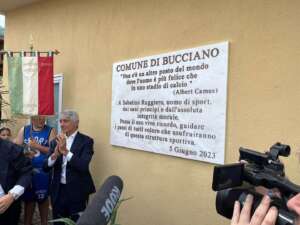 COMUNE DI BUCCIANO
"Non c'è un altro posto del mondo
dove l'uomo è più felice che
in uno stadio di calcio"
(Albert Camus)
A Sabatino Ruggiero, uomo di sport,
dai sani principi e dall'assoluta
integrità morale.
Possa il suo vivo ricordo, guidare
i passi di tutti coloro che usufruiranno
di questa struttura sportiva.
5 Giugno 2023